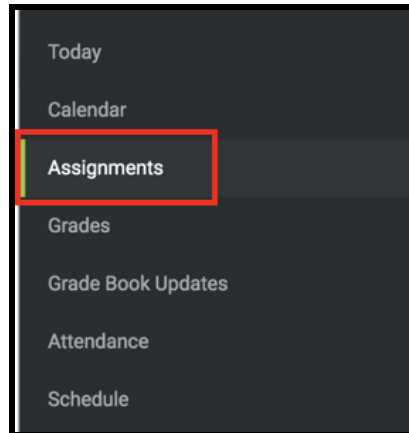 Today
Calendar
Assignments
Grades
Grade Book Updates
Attendance
Schedule